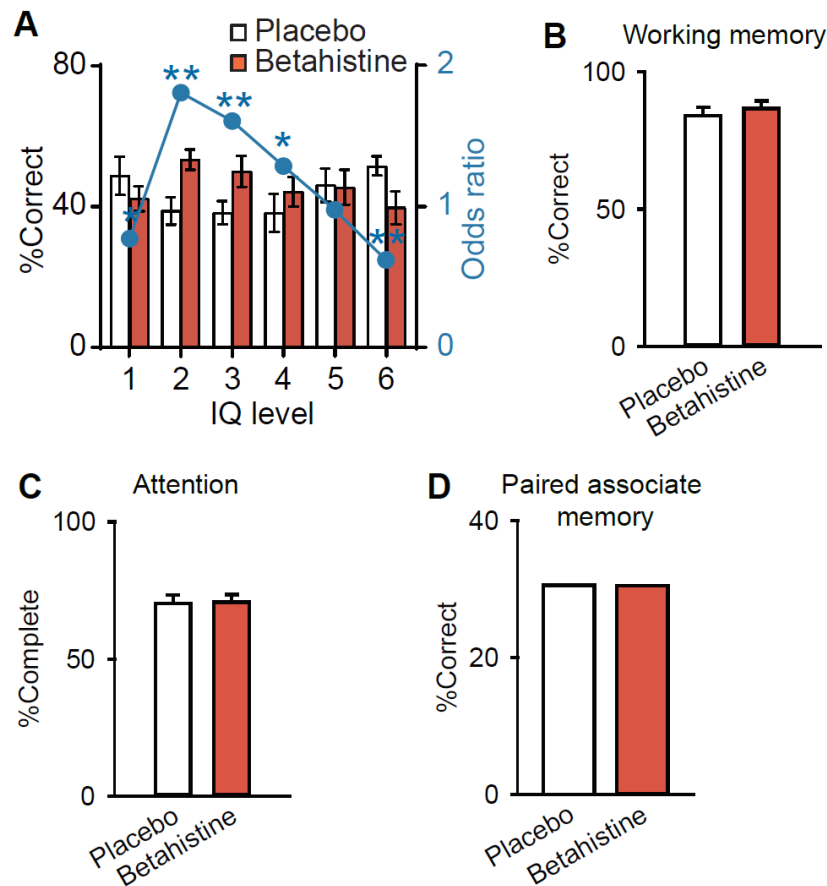 A
Placebo
Betahistine
80
40
0
%Correct
** ** * * **
2
1
0
Odds ratio
1 2 3 4 5 6
IQ level
B
Working memory
100
50
0
%Correct
Placebo
Betahistine
C
Attention
100
50
0
%Complete
Placebo
Betahistine
D
Paired associate
memory
40
20
0
%Correct
Placebo
Betahistine